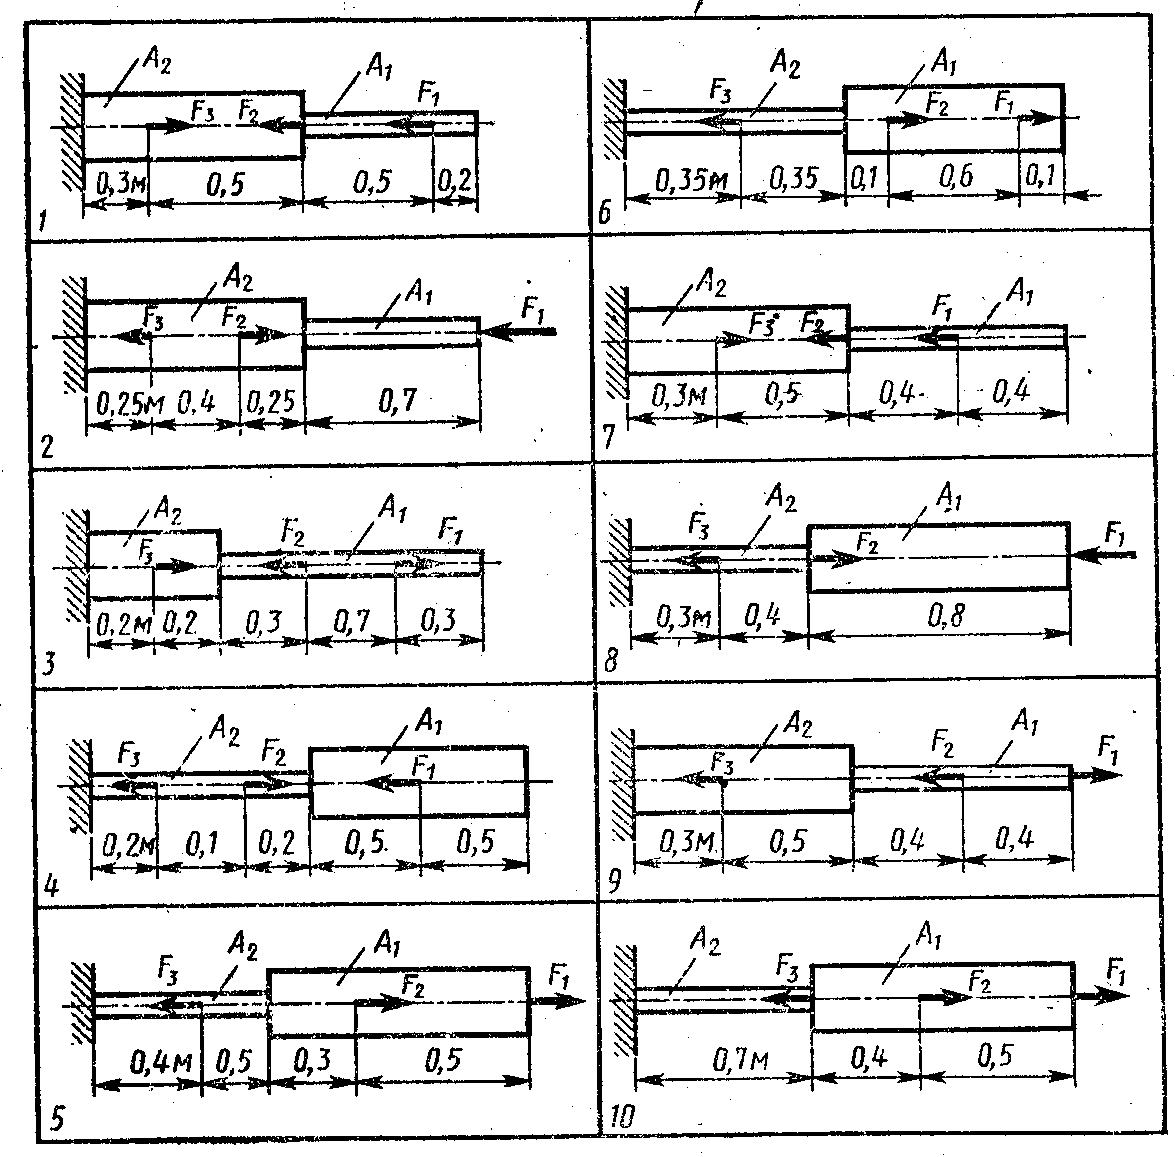 A₂ A₁
F₃ F₂ F₁
0,3м 0,5 0,5 0,2
1
A₂ A₁ F₁
F₃ F₂
0,25м 0,4 0,25 0,7
2
A₂ F₂ A₁ F₁
F₃
0,2м 0,2 0,3 0,7 0,3
3
F₃ A₂ F₂ A₁
F₁
0,2м 0,1 0,2 0,5 0,5
4
F₃ A₂ A₁ F₁
F₂
0,4м 0,5 0,3 0,5
5
F₃ A₂ A₁
F₂ F₁
0,35м 0,35 0,1 0,6 0,1
6
A₂ F₁ A₁
F₃ F₂
0,3м 0,5 0,4 0,4
7
F₃ A₂ A₁ F₁
F₂
0,3м 0,4 0,8
8
A₂ F₂ A₁ F₁
F₃
0,3м 0,5 0,4 0,4
9
A₂ F₃ A₁ F₁
F₂
0,7м 0,4 0,5
10